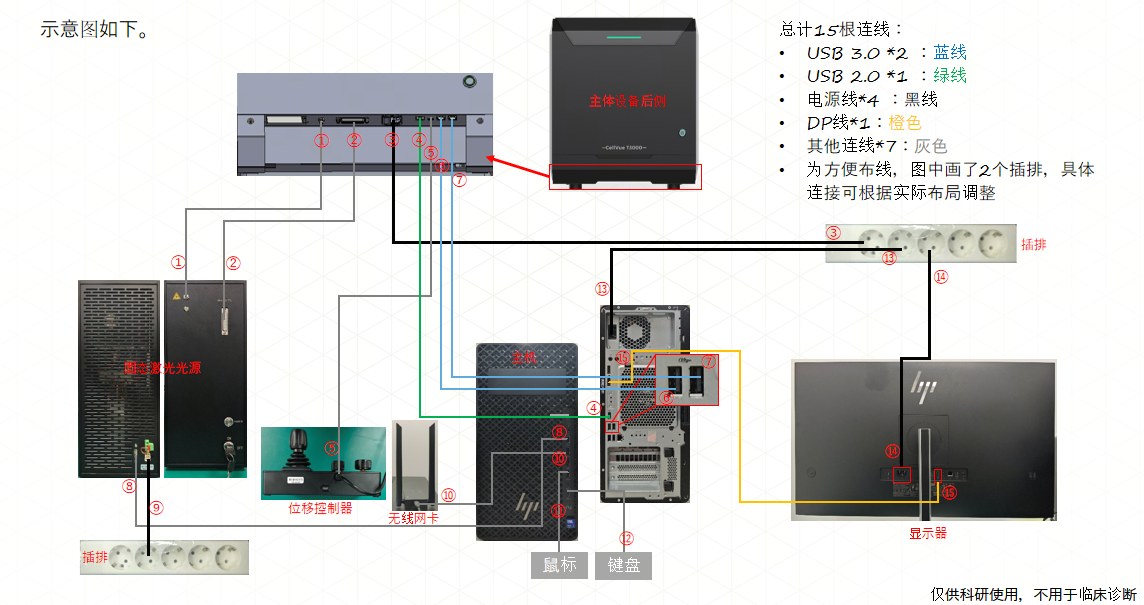 示意图如下。
总计15根连线：
• USB 3.0 *2 ：蓝线
• USB 2.0 *1 ：绿线
• 电源线*4 ：黑线
• DP线*1：橙色
• 其他连线*7：灰色
• 为方便布线，图中画了2个插排，具体
连接可根据实际布局调整
主体设备后侧
CellVue T3000
① ② ③ ④ ⑤ ⑥ ⑦
① ②
③ ⑬ ⑭
插排
⑬
固态激光光源
主机
⑮ ⑦
⑥
④
⑧
⑩
⑪
hp
hp
⑭ ⑮
显示器
⑤
位移控制器
⑩
无线网卡
⑧ ⑨
插排
⑫
鼠标
键盘
仅供科研使用，不用于临床诊断